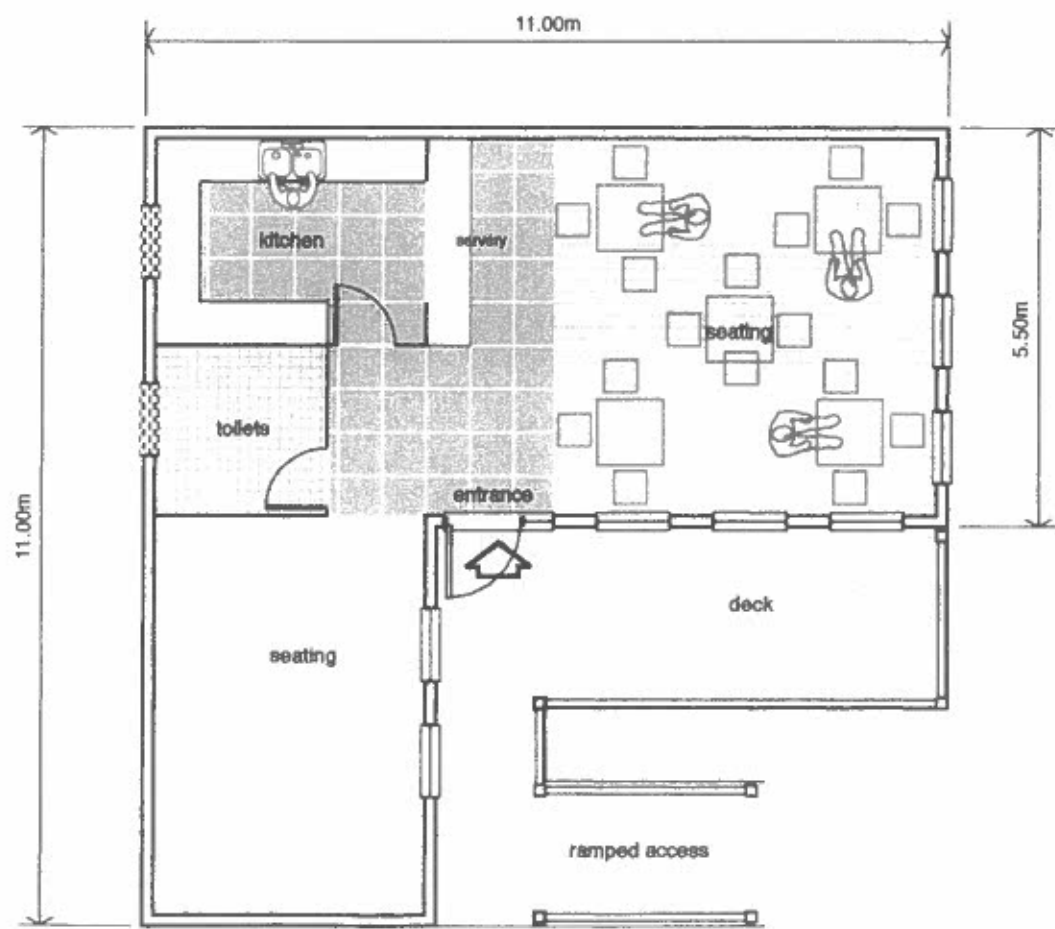 11.00m
kitchen
servery
seating
5.50m
toilets
entrance
11.00m
deck
seating
ramped access